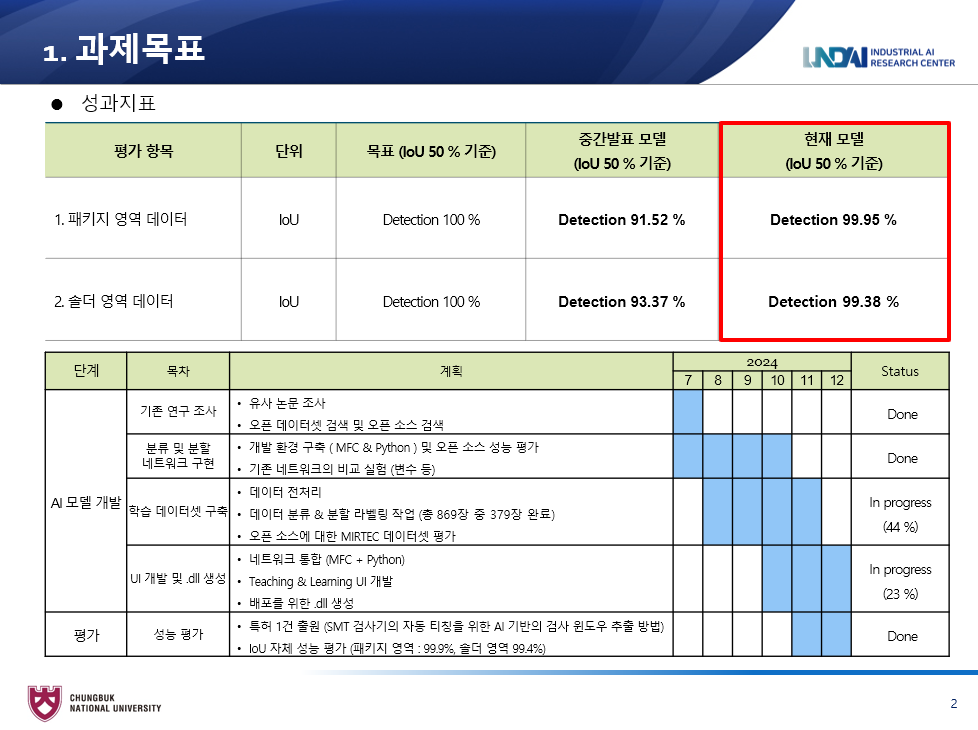 1. 과제목표
UNDAI INDUSTRIAL AI
RESEARCH CENTER
● 성과지표
평가 항목 단위 목표 (IoU 50 % 기준) 중간발표 모델 (IoU 50 % 기준) 현재 모델 (IoU 50 % 기준)
1. 패키지 영역 데이터 IoU Detection 100 % Detection 91.52 % Detection 99.95 %
2. 솔더 영역 데이터 IoU Detection 100 % Detection 93.37 % Detection 99.38 %
단계 목차 계획 2024 Status
7 8 9 10 11 12
AI 모델 개발
기존 연구 조사
• 유사 논문 조사
• 오픈 데이터셋 검색 및 오픈 소스 검색
Done
분류 및 분할
네트워크 구현
• 개발 환경 구축 ( MFC & Python ) 및 오픈 소스 성능 평가
• 기존 네트워크의 비교 실험 (변수 등)
Done
학습 데이터셋 구축
• 데이터 전처리
• 데이터 분류 & 분할 라벨링 작업 (총 869장 중 379장 완료)
• 오픈 소스에 대한 MIRTEC 데이터셋 평가
In progress
(44 %)
UI 개발 및 .dll 생성
• 네트워크 통합 (MFC + Python)
• Teaching & Learning UI 개발
• 배포를 위한 .dll 생성
In progress
(23 %)
평가
성능 평가
• 특허 1건 출원 (SMT 검사기의 자동 티칭을 위한 AI 기반의 검사 윈도우 추출 방법)
• IoU 자체 성능 평가 (패키지 영역 : 99.9%, 솔더 영역 99.4%)
Done
CHUNGBUK
NATIONAL UNIVERSITY
2